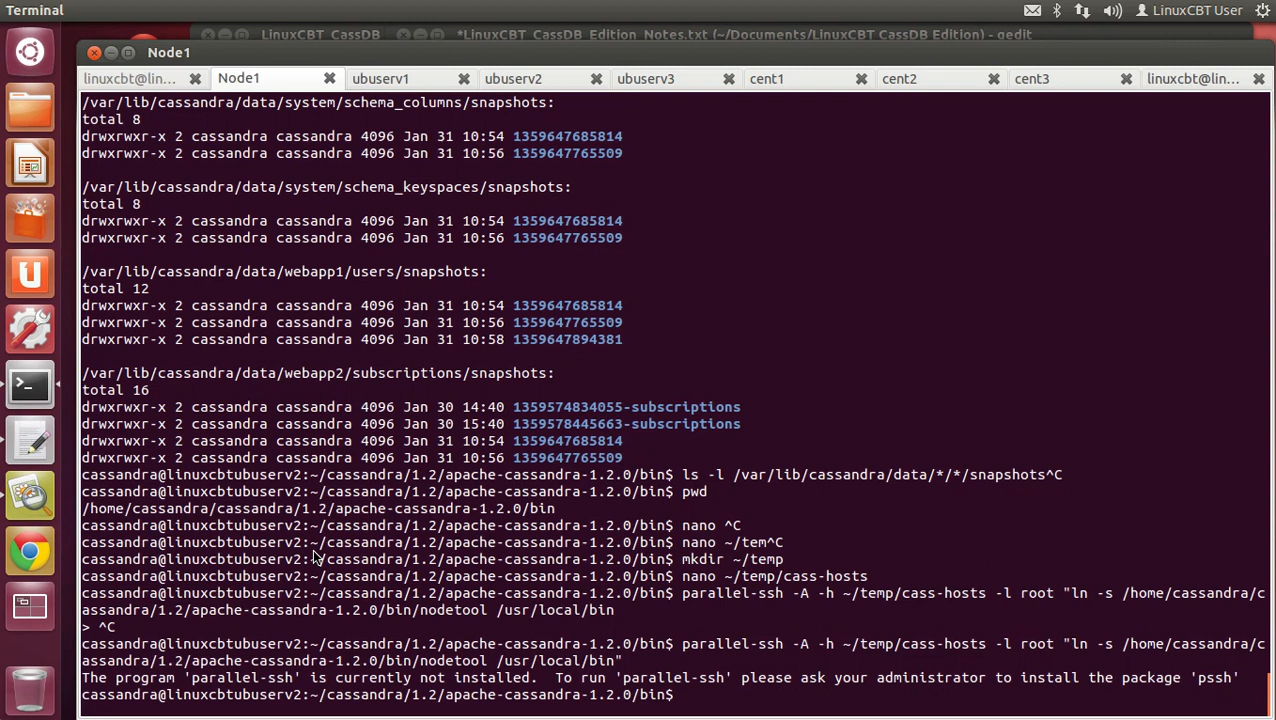 Terminal
LinuxCBT User
LinuxCBT_CassDB
*LinuxCBT_CassDB_Edition_Notes.txt (~/Documents/LinuxCBT CassDB Edition) - gedit
Node1
linuxcbt@lin...
Node1
ubuserv1
ubuserv2
ubuserv3
cent1
cent2
cent3
linuxcbt@lin...
/var/lib/cassandra/data/system/schema_columns/snapshots:
total 8
drwxrwxr-x 2 cassandra cassandra 4096 Jan 31 10:54 1359647685814
drwxrwxr-x 2 cassandra cassandra 4096 Jan 31 10:56 1359647765509
/var/lib/cassandra/data/system/schema_keyspaces/snapshots:
total 8
drwxrwxr-x 2 cassandra cassandra 4096 Jan 31 10:54 1359647685814
drwxrwxr-x 2 cassandra cassandra 4096 Jan 31 10:56 1359647765509
/var/lib/cassandra/data/webapp1/users/snapshots:
total 12
drwxrwxr-x 2 cassandra cassandra 4096 Jan 31 10:54 1359647685814
drwxrwxr-x 2 cassandra cassandra 4096 Jan 31 10:56 1359647765509
drwxrwxr-x 2 cassandra cassandra 4096 Jan 31 10:58 1359647894381
/var/lib/cassandra/data/webapp2/subscriptions/snapshots:
total 16
drwxrwxr-x 2 cassandra cassandra 4096 Jan 30 14:40 1359574834055-subscriptions
drwxrwxr-x 2 cassandra cassandra 4096 Jan 30 15:40 1359578445663-subscriptions
drwxrwxr-x 2 cassandra cassandra 4096 Jan 31 10:54 1359647685814
drwxrwxr-x 2 cassandra cassandra 4096 Jan 31 10:56 1359647765509
cassandra@linuxcbtubuserv2:~/cassandra/1.2/apache-cassandra-1.2.0/bin$ ls -l /var/lib/cassandra/data/*/*/snapshots^C
cassandra@linuxcbtubuserv2:~/cassandra/1.2/apache-cassandra-1.2.0/bin$ pwd
/home/cassandra/cassandra/1.2/apache-cassandra-1.2.0/bin
cassandra@linuxcbtubuserv2:~/cassandra/1.2/apache-cassandra-1.2.0/bin$ nano ^C
cassandra@linuxcbtubuserv2:~/cassandra/1.2/apache-cassandra-1.2.0/bin$ nano ~/tem^C
cassandra@linuxcbtubuserv2:~/cassandra/1.2/apache-cassandra-1.2.0/bin$ mkdir ~/temp
cassandra@linuxcbtubuserv2:~/cassandra/1.2/apache-cassandra-1.2.0/bin$ nano ~/temp/cass-hosts
cassandra@linuxcbtubuserv2:~/cassandra/1.2/apache-cassandra-1.2.0/bin$ parallel-ssh -A -h ~/temp/cass-hosts -l root "ln -s /home/cassandra/c
assandra/1.2/apache-cassandra-1.2.0/bin/nodetool /usr/local/bin
> ^C
cassandra@linuxcbtubuserv2:~/cassandra/1.2/apache-cassandra-1.2.0/bin$ parallel-ssh -A -h ~/temp/cass-hosts -l root "ln -s /home/cassandra/c
assandra/1.2/apache-cassandra-1.2.0/bin/nodetool /usr/local/bin"
The program 'parallel-ssh' is currently not installed.  To run 'parallel-ssh' please ask your administrator to install the package 'pssh'
cassandra@linuxcbtubuserv2:~/cassandra/1.2/apache-cassandra-1.2.0/bin$